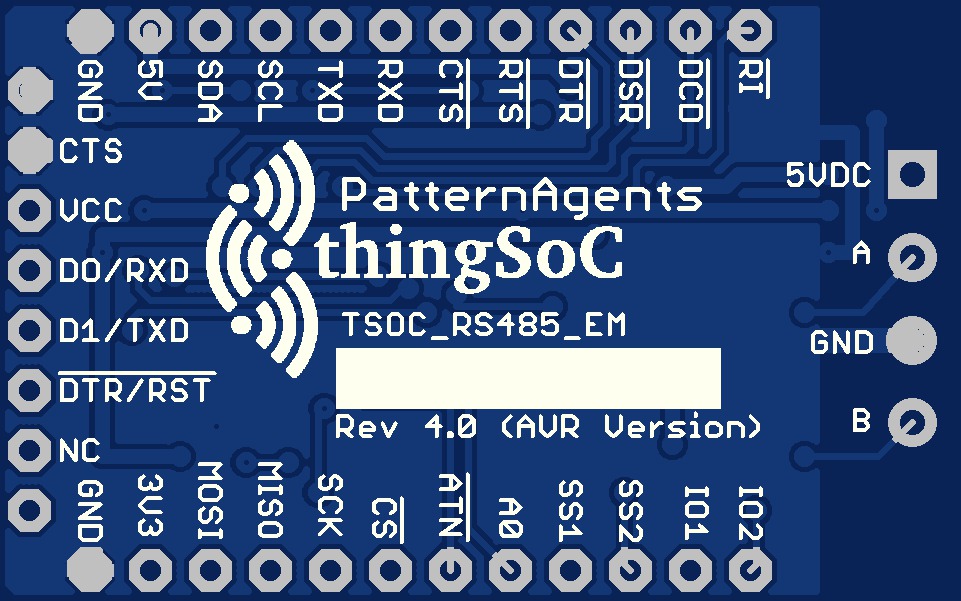 GND
5V
SDA
SCL
TXD
RXD
CTS
RTS
DTR
DSR
DCD
RI
CTS
VCC
D0/RXD
D1/TXD
DTR/RST
NC
PatternAgents
thingSoC
TSOC_RS485_EM
Rev 4.0 (AVR Version)
5VDC
A
GND
B
GND
3V3
MOSI
MISO
SCK
CS
ATN
A0
SS1
SS2
IO1
IO2